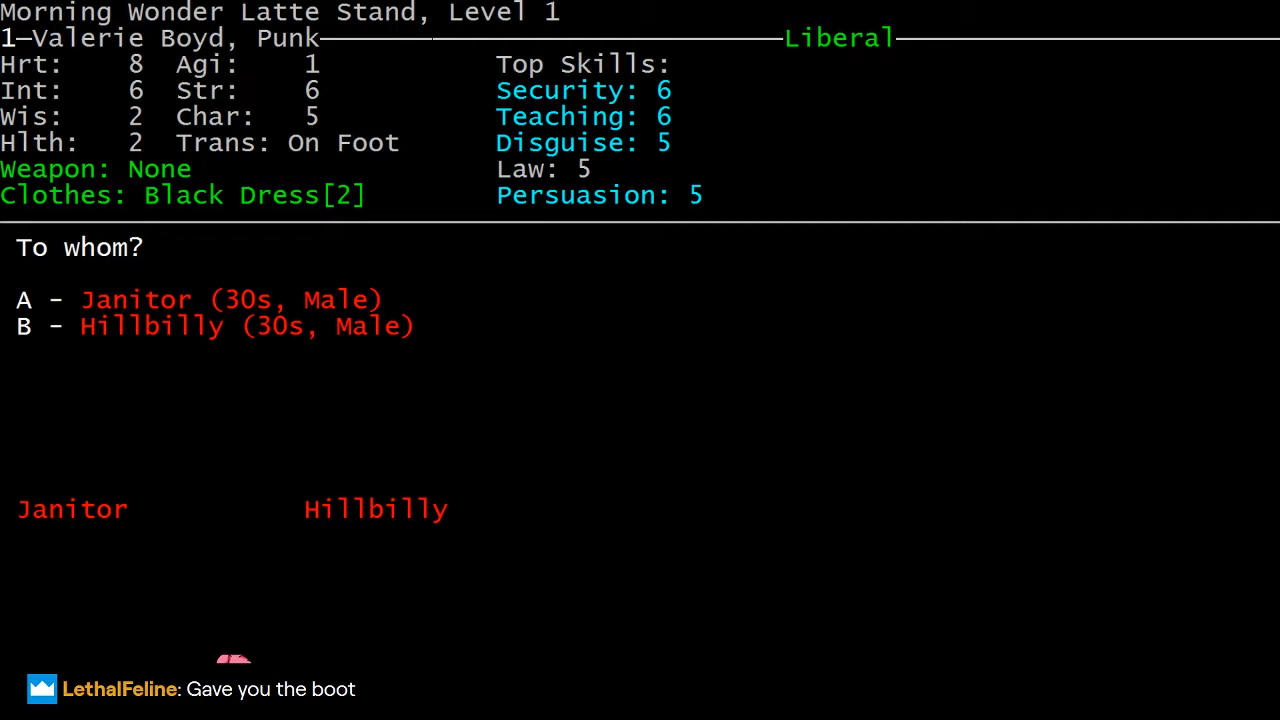 Morning Wonder Latte Stand, Level 1
1—Valerie Boyd, Punk Liberal
Hrt: 8 Agi: 1 Top Skills:
Int: 6 Str: 6 Security: 6
Wis: 2 Char: 5 Teaching: 6
Hlth: 2 Trans: On Foot Disguise: 5
Weapon: None Law: 5
Clothes: Black Dress[2] Persuasion: 5
To whom?
A - Janitor (30s, Male)
B - Hillbilly (30s, Male)
Janitor Hillbilly
LethalFeline: Gave you the boot